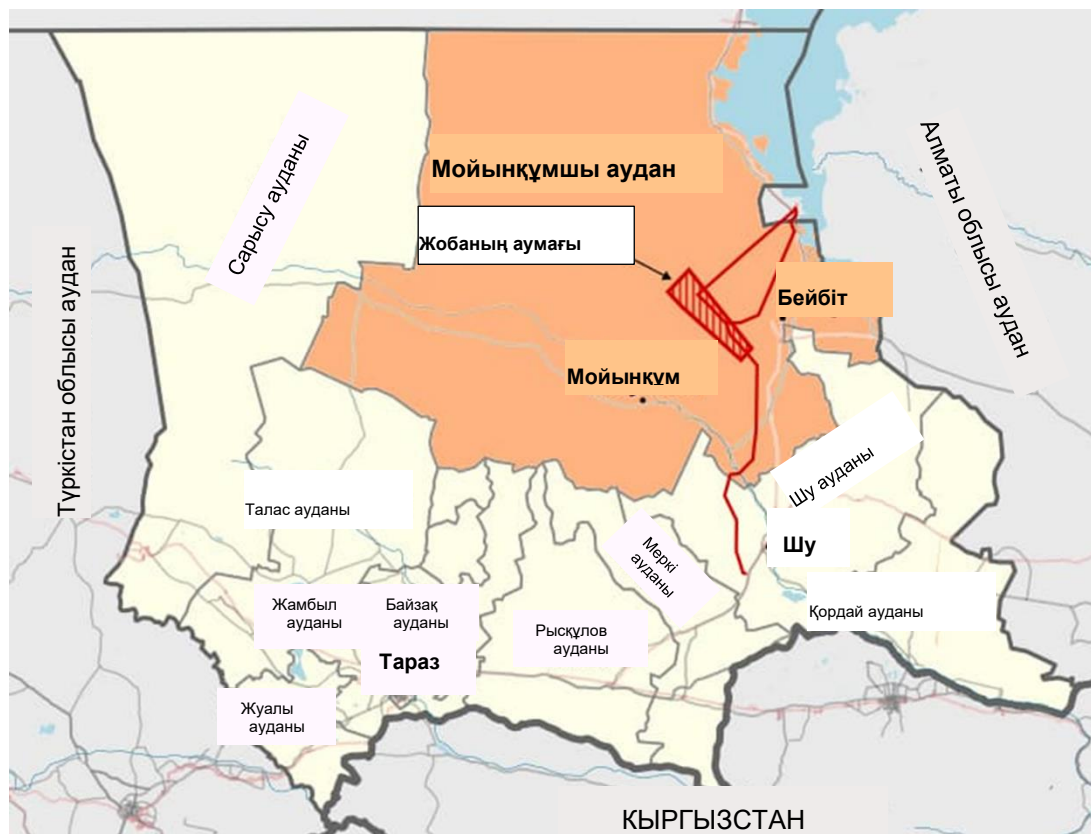 Мойынқұмшы аудан
Сарысу ауданы
Алматы облысы аудан
Жобаның аумағы
Бейбіт
Түркістан облысы аудан
Мойынқұм
Шу ауданы
Талас ауданы
Шу
Меркі
ауданы
Жамбыл
ауданы
Байзақ
ауданы
Қордай ауданы
Рысқұлов
ауданы
Тараз
Жуалы
ауданы
КЫРГЫЗСТАН